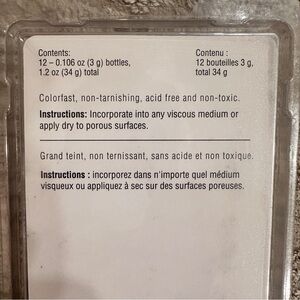 Contents:
12 – 0.106 oz (3 g) bottles,
1.2 oz (34 g) total
Contenu :
12 bouteilles 3 g,
total 34 g
Colorfast, non-tarnishing, acid free and non-toxic.
Instructions: Incorporate into any viscous medium or
apply dry to porous surfaces.
Grand teint, non ternissant, sans acide et non toxique.
Instructions : incorporez dans n'importe quel médium
visqueux ou appliquez à sec sur des surfaces poreuses.